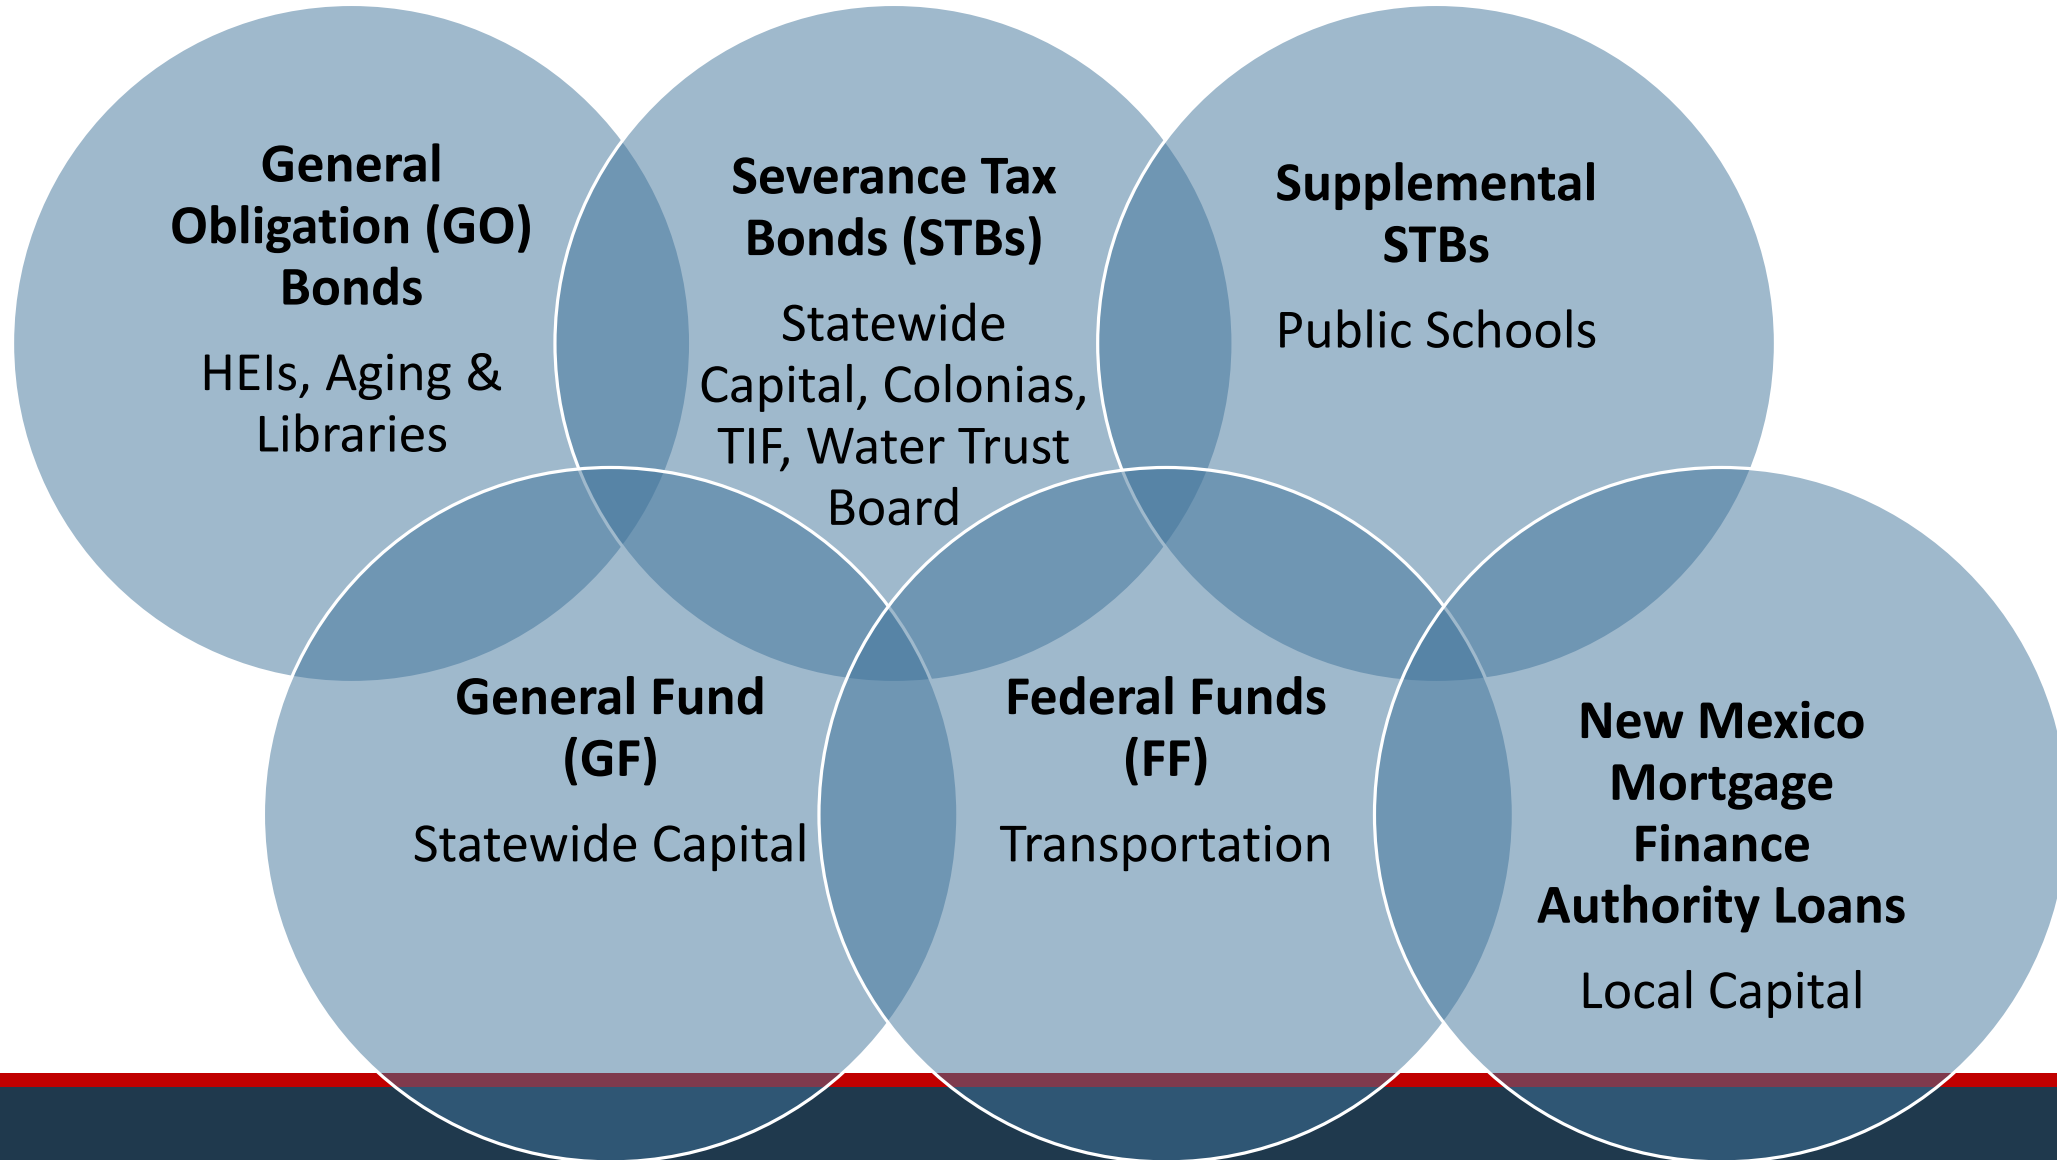 General
Obligation (GO)
Bonds
HEIs, Aging &
Libraries
Severance Tax
Bonds (STBs)
Statewide
Capital, Colonias,
TIF, Water Trust
Board
Supplemental
STBs
Public Schools
General Fund
(GF)
Statewide Capital
Federal Funds
(FF)
Transportation
New Mexico
Mortgage
Finance
Authority Loans
Local Capital